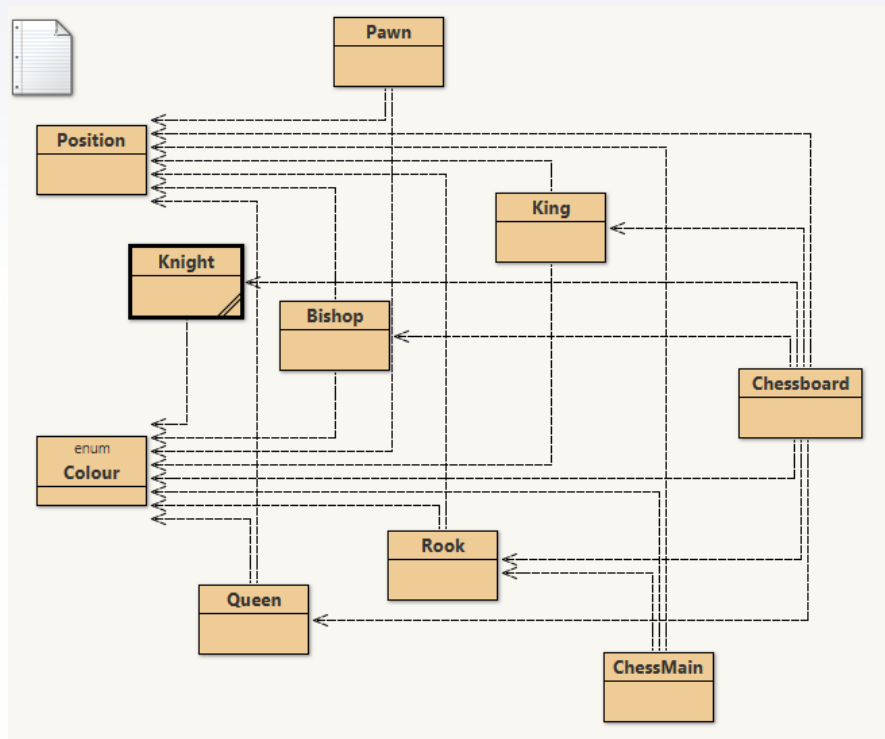 Pawn
Position
King
Knight
Bishop
Chessboard
enum
Colour
Rook
Queen
ChessMain